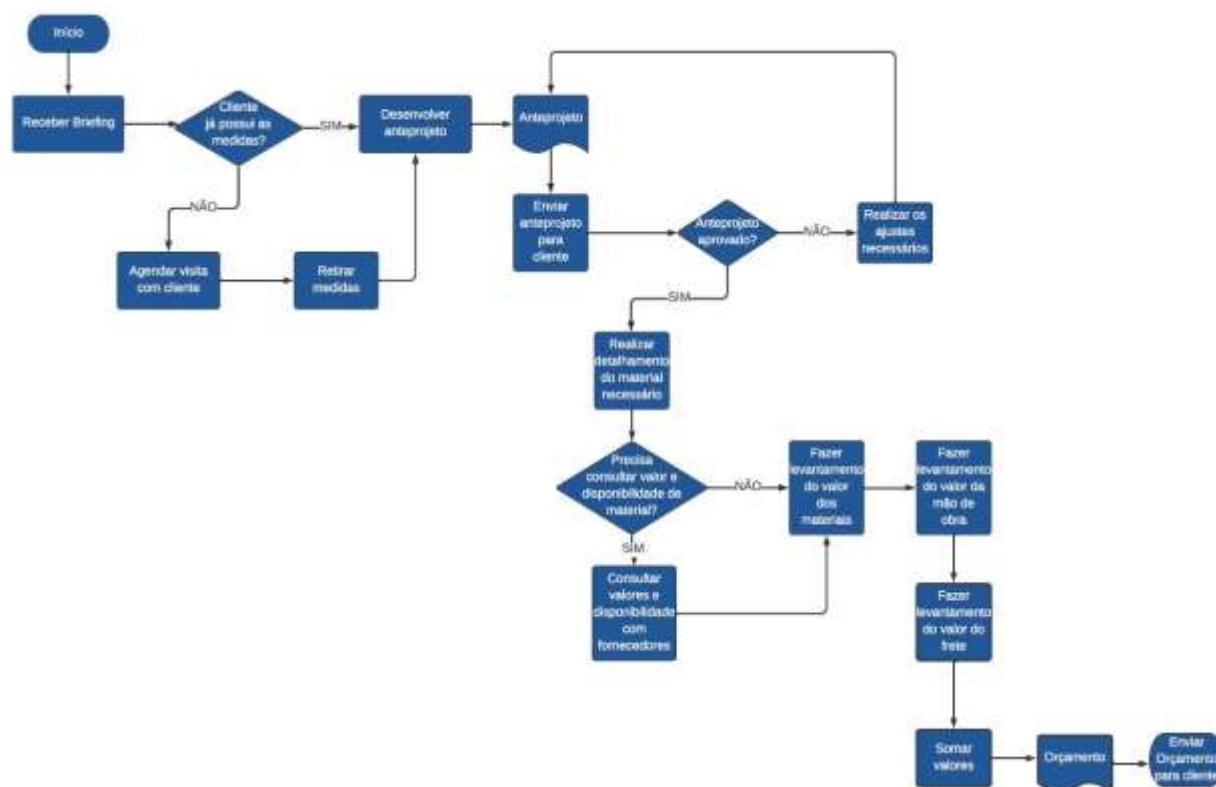 Início
Receber Briefing
Cliente
já possui as
medidas?
SIM
Desenvolver
anteprojeto
Anteprojeto
NÃO
Agendar visita
com cliente
Retirar
medidas
Enviar
anteprojeto
para
cliente
Anteprojeto
aprovado?
NÃO
Realizar os
ajustes
necessários
SIM
Realizar
detalhamento
do material
necessário
Precisa
consultar valor e
disponibilidade de
material?
NÃO
Fazer
levantamento
do valor
dos
materiais
Fazer
levantamento
do valor da
mão de
obra
SIM
Consultar
valores e
disponibilidade
com
fornecedores
Fazer
levantamento
do valor do
frete
Somar
valores
Orçamento
Enviar
Orçamento
para cliente